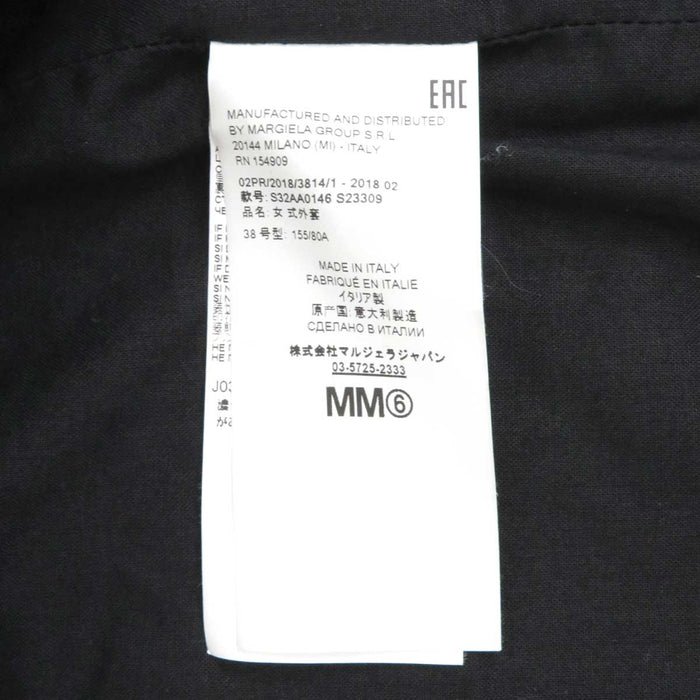 EAC
MANUFACTURED AND DISTRIBUTED
BY MARGIELA GROUP S.R.L
20144 MILANO (MI) - ITALY
RN 154909
02PR/2018/3814/1 - 2018 02
款号: S32AA0146 S23309
品名: 女式外套
38 号型: 155/80A
MADE IN ITALY
FABRIQUÉ EN ITALIE
イタリア製
原产国: 意大利製造
СДЕЛАНО В ИТАЛИИ
株式会社マルジェラジャパン
03-5725-2333
MM⑥
J03
濃